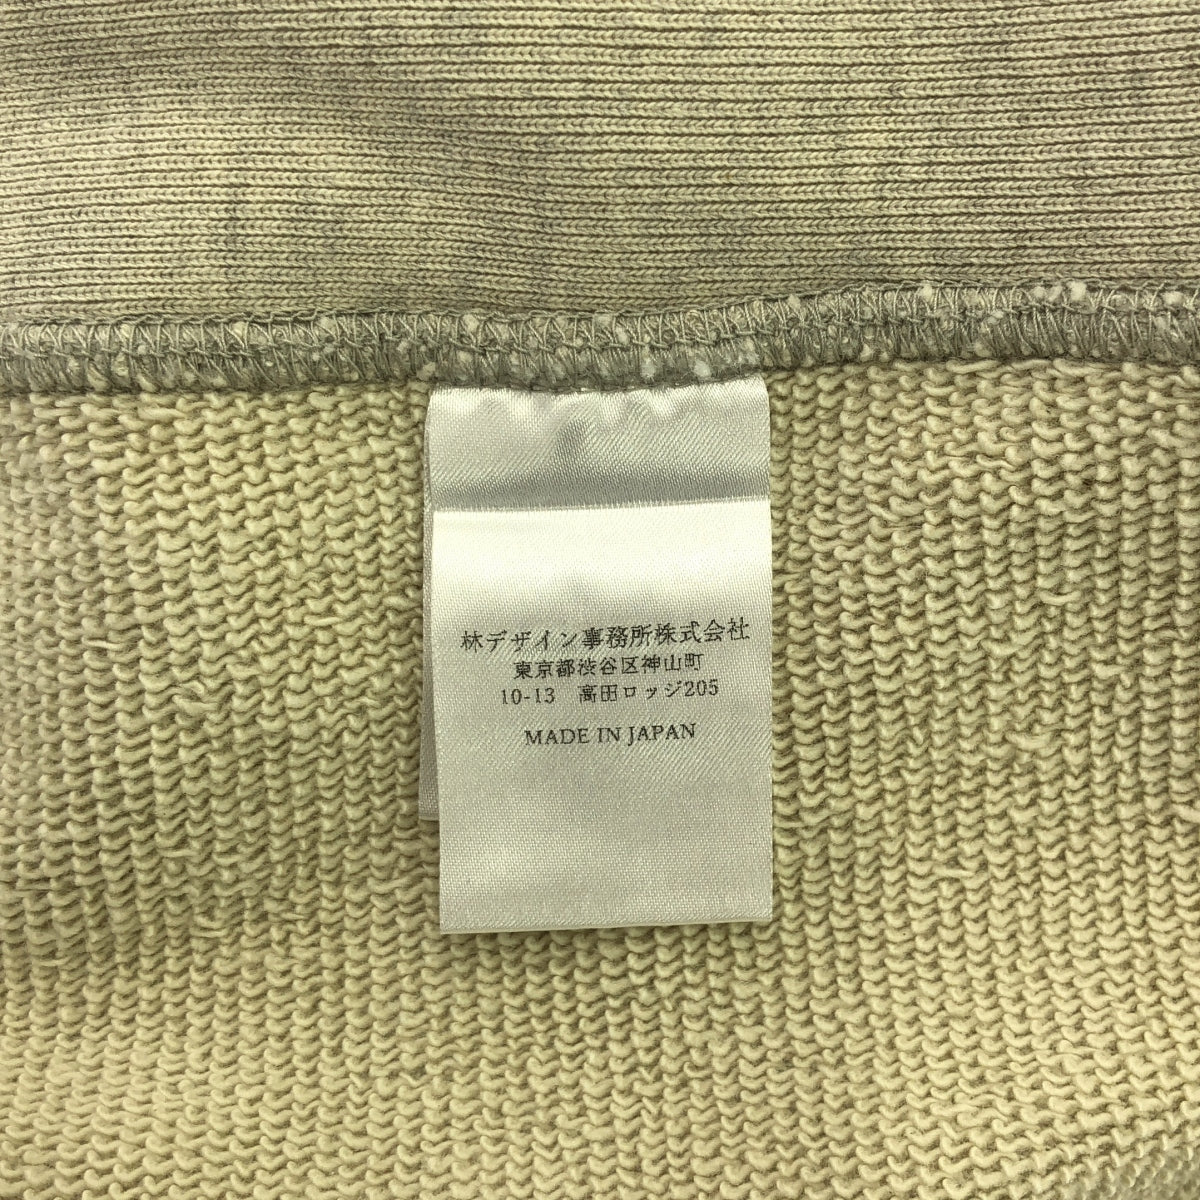 林デザイン事務所株式会社
東京都渋谷区神山町
10-13 高田ロッジ205
MADE IN JAPAN